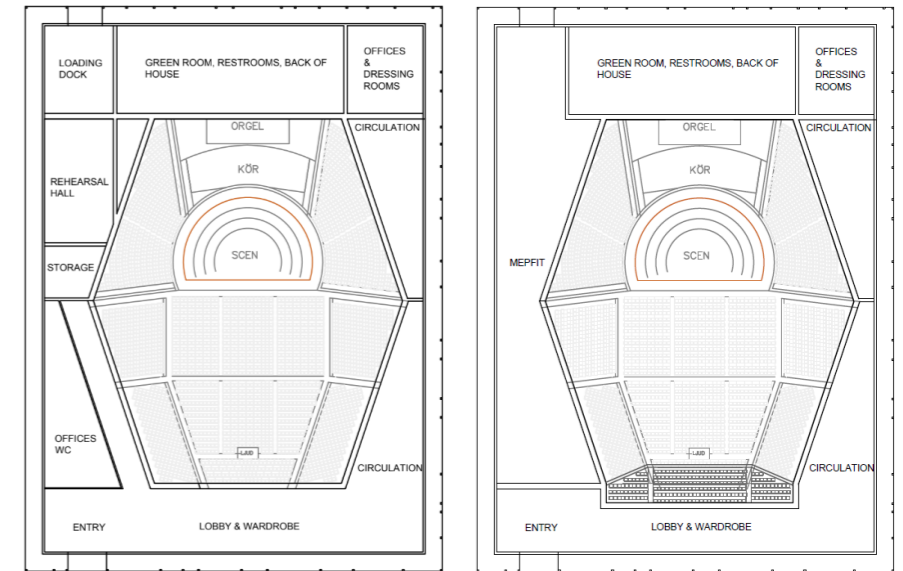 LOADING
DOCK
GREEN ROOM, RESTROOMS, BACK OF
HOUSE
OFFICES
&
DRESSING
ROOMS
ORGEL
CIRCULATION
KÖR
REHEARSAL
HALL
SCEN
STORAGE
OFFICES
WC
LJUD
CIRCULATION
ENTRY
LOBBY & WARDROBE
GREEN ROOM, RESTROOMS, BACK OF
HOUSE
OFFICES
&
DRESSING
ROOMS
ORGEL
CIRCULATION
KÖR
SCEN
MEPFIT
LJUD
CIRCULATION
ENTRY
LOBBY & WARDROBE